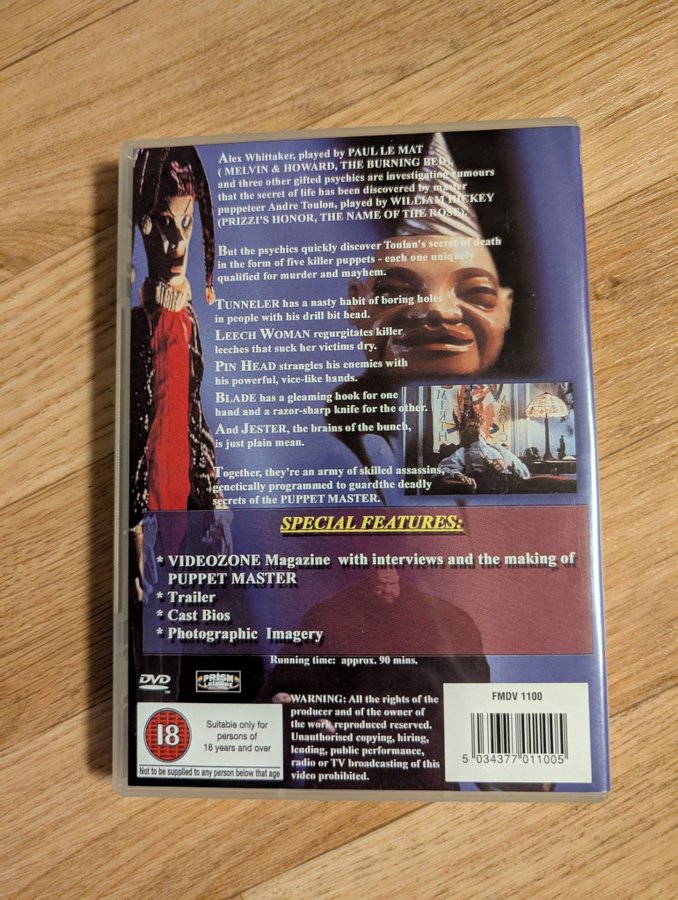 Alex Whittaker, played by PAUL LE MAT
( MELVIN & HOWARD, THE BURNING BED),
and three other gifted psychics are investigating rumours
that the secret of life has been discovered by master
puppeteer Andre Toulon, played by WILLIAM HICKEY
(PRIZZI'S HONOR, THE NAME OF THE ROSE).
But the psychics quickly discover Toulan's secret of death
in the form of five killer puppets - each one uniquely
qualified for murder and mayhem.
TUNNELER has a nasty habit of boring holes
in people with his drill bit head.
LEECH WOMAN regurgitates killer
leeches that suck her victims dry.
PIN HEAD strangles his enemies with
his powerful, vice-like hands.
BLADE has a gleaming hook for one
hand and a razor-sharp knife for the other.
And JESTER, the brains of the bunch,
is just plain mean.
Together, they're an army of skilled assassins,
genetically programmed to guardthe deadly
secrets of the PUPPET MASTER.
SPECIAL FEATURES:
* VIDEOZONE Magazine with interviews and the making of
PUPPET MASTER
* Trailer
* Cast Bios
* Photographic Imagery
Running time: approx. 90 mins.
DVD
PRISM
LEISURE
18
Suitable only for
persons of
18 years and over
Not to be supplied to any person below that age
WARNING: All the rights of the
producer and of the owner of
the work reproduced reserved.
Unauthorised copying, hiring,
lending, public performance,
radio or TV broadcasting of this
video prohibited.
FMDV 1100
5 034377 011005